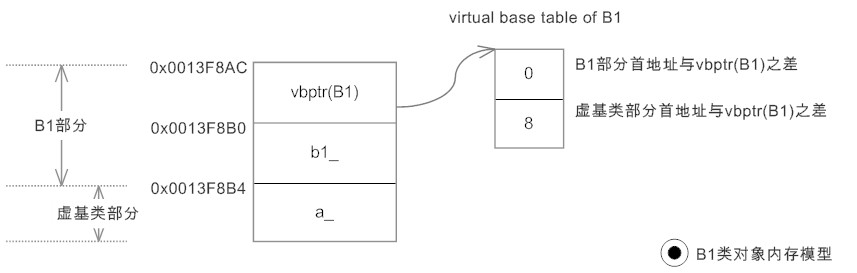 virtual base table of B1
0x0013F8AC
vbptr(B1)
0
B1部分首地址与vbptr(B1)之差
B1部分
0x0013F8B0
b1_
8
虚基类部分首地址与vbptr(B1)之差
0x0013F8B4
虚基类部分
a_
B1类对象内存模型